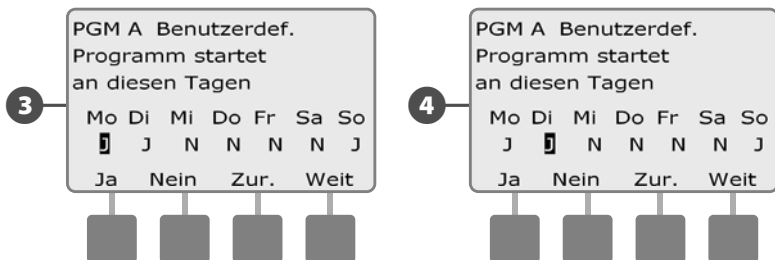 3
PGM A Benutzerdef.
Programm startet
an diesen Tagen
Mo Di Mi Do Fr Sa So
J J N N N N J
Ja Nein Zur. Weit
4
PGM A Benutzerdef.
Programm startet
an diesen Tagen
Mo Di Mi Do Fr Sa So
J J N N N N J
Ja Nein Zur. Weit